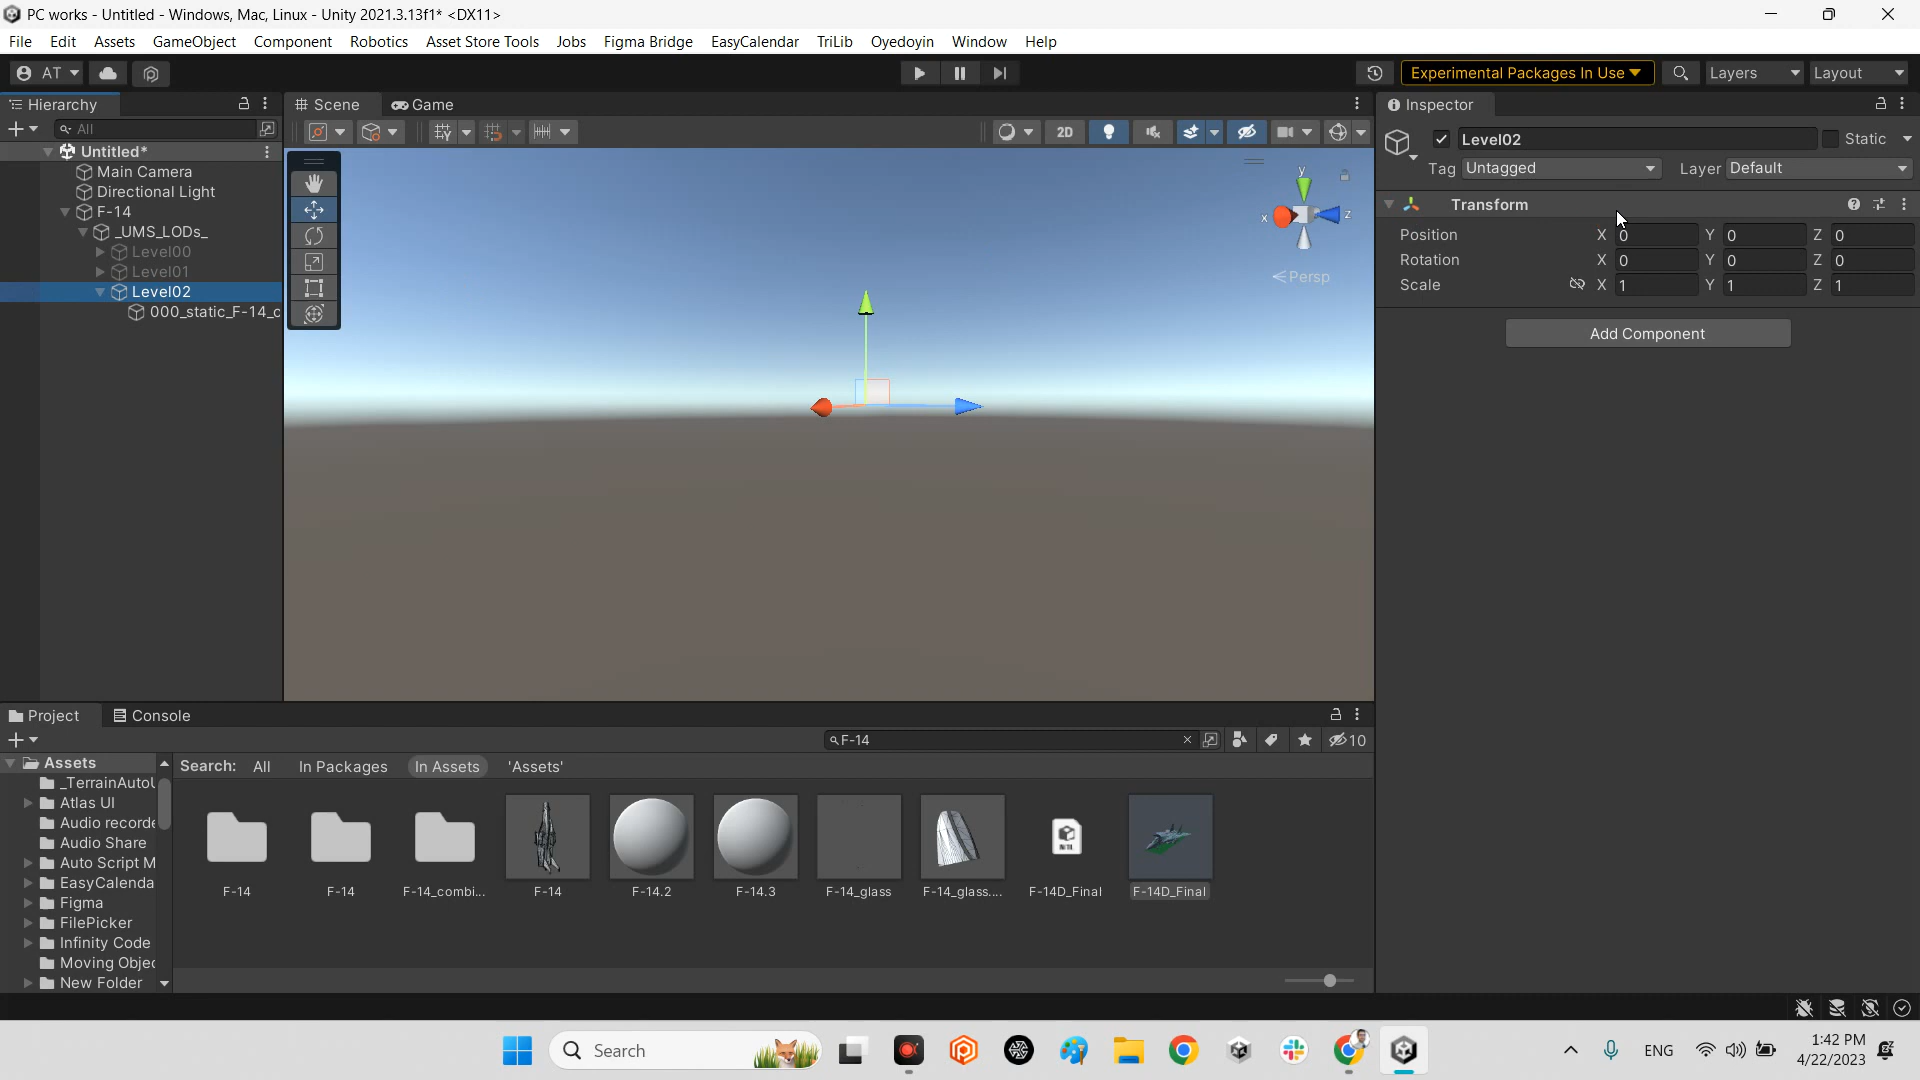 PC works - Untitled - Windows, Mac, Linux - Unity 2021.3.13f1* <DX11>
File Edit Assets GameObject Component Robotics Asset Store Tools Jobs Figma Bridge EasyCalendar TriLib Oyedoyin Window Help
AT Experimental Packages In Use Layers Layout
Hierarchy
All
Untitled*
Main Camera
Directional Light
F-14
_UMS_LODs_
Level00
Level01
Level02
000_static_F-14_c
Scene Game
2D
y
x
z
Persp
Inspector
Level02 Static
Tag Untagged Layer Default
Transform
Position X 0 Y 0 Z 0
Rotation X 0 Y 0 Z 0
Scale X 1 Y 1 Z 1
Add Component
Project Console
F-14 10
Assets
_TerrainAutoU
Atlas UI
Audio recorde
Audio Share
Auto Script M
EasyCalenda
Figma
FilePicker
Infinity Code
Moving Objec
New Folder
Search: All In Packages In Assets 'Assets'
F-14 F-14 F-14_combi... F-14 F-14.2 F-14.3 F-14_glass F-14_glass.... F-14D_Final F-14D_Final
Search
ENG
1:42 PM
4/22/2023